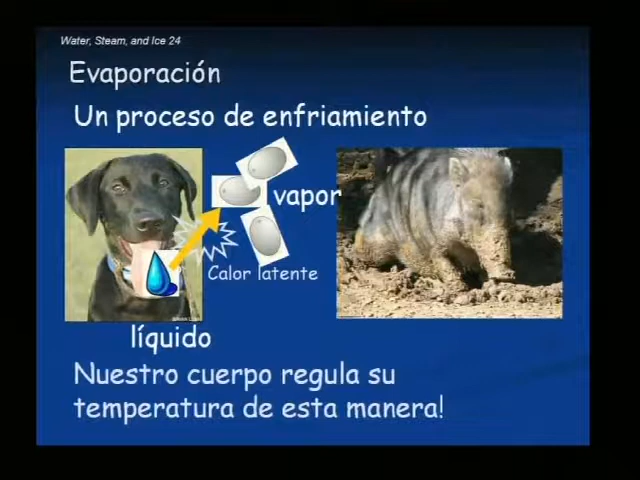 Water, Steam, and Ice 24
Evaporación
Un proceso de enfriamiento
vapor
Calor latente
líquido
Nuestro cuerpo regula su
temperatura de esta manera!